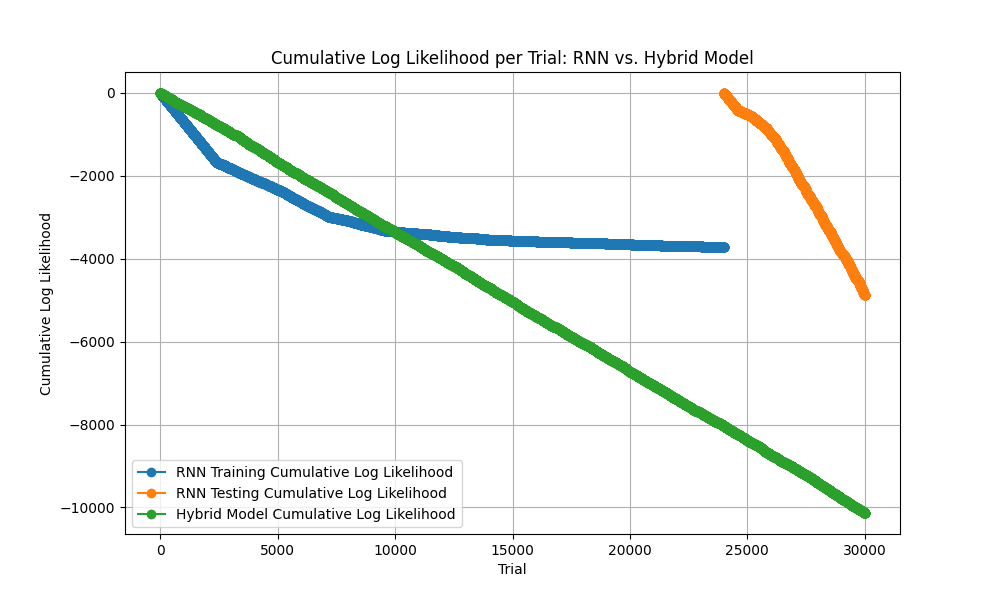 Cumulative Log Likelihood per Trial: RNN vs. Hybrid Model
Cumulative Log Likelihood
0
−2000
−4000
−6000
−8000
−10000
RNN Training Cumulative Log Likelihood
RNN Testing Cumulative Log Likelihood
Hybrid Model Cumulative Log Likelihood
0
5000
10000
15000
20000
25000
30000
Trial